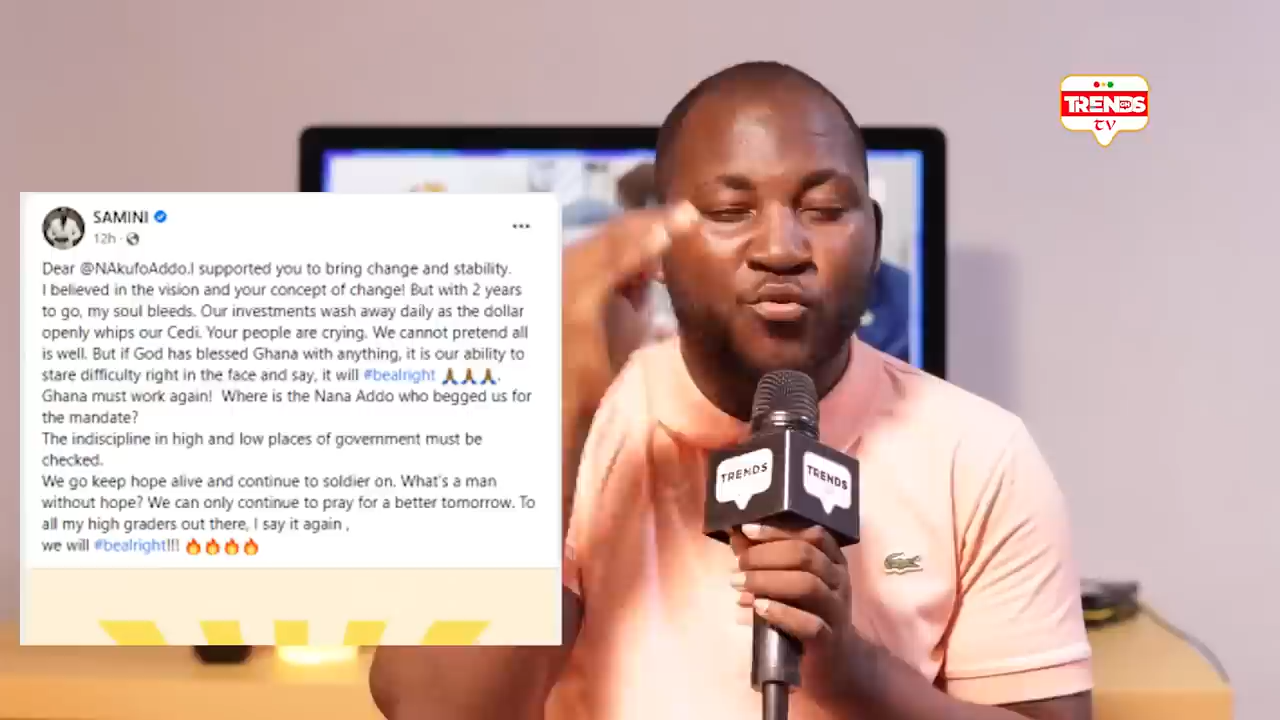 SAMINI
12h
Dear @NAkufoAddo.I supported you to bring change and stability.
I believed in the vision and your concept of change! But with 2 years
to go, my soul bleeds. Our investments wash away daily as the dollar
openly whips our Cedi. Your people are crying. We cannot pretend all
is well. But if God has blessed Ghana with anything, it is our ability to
stare difficulty right in the face and say, it will #bealright 🙏🙏🙏.
Ghana must work again!  Where is the Nana Addo who begged us for
the mandate?
The indiscipline in high and low places of government must be
checked.
We go keep hope alive and continue to soldier on. What's a man
without hope? We can only continue to pray for a better tomorrow. To
all my high graders out there, I say it again ,
we will #bealright!!! 🔥🔥🔥🔥
TRENDS
TV
TRENDS
TRENDS